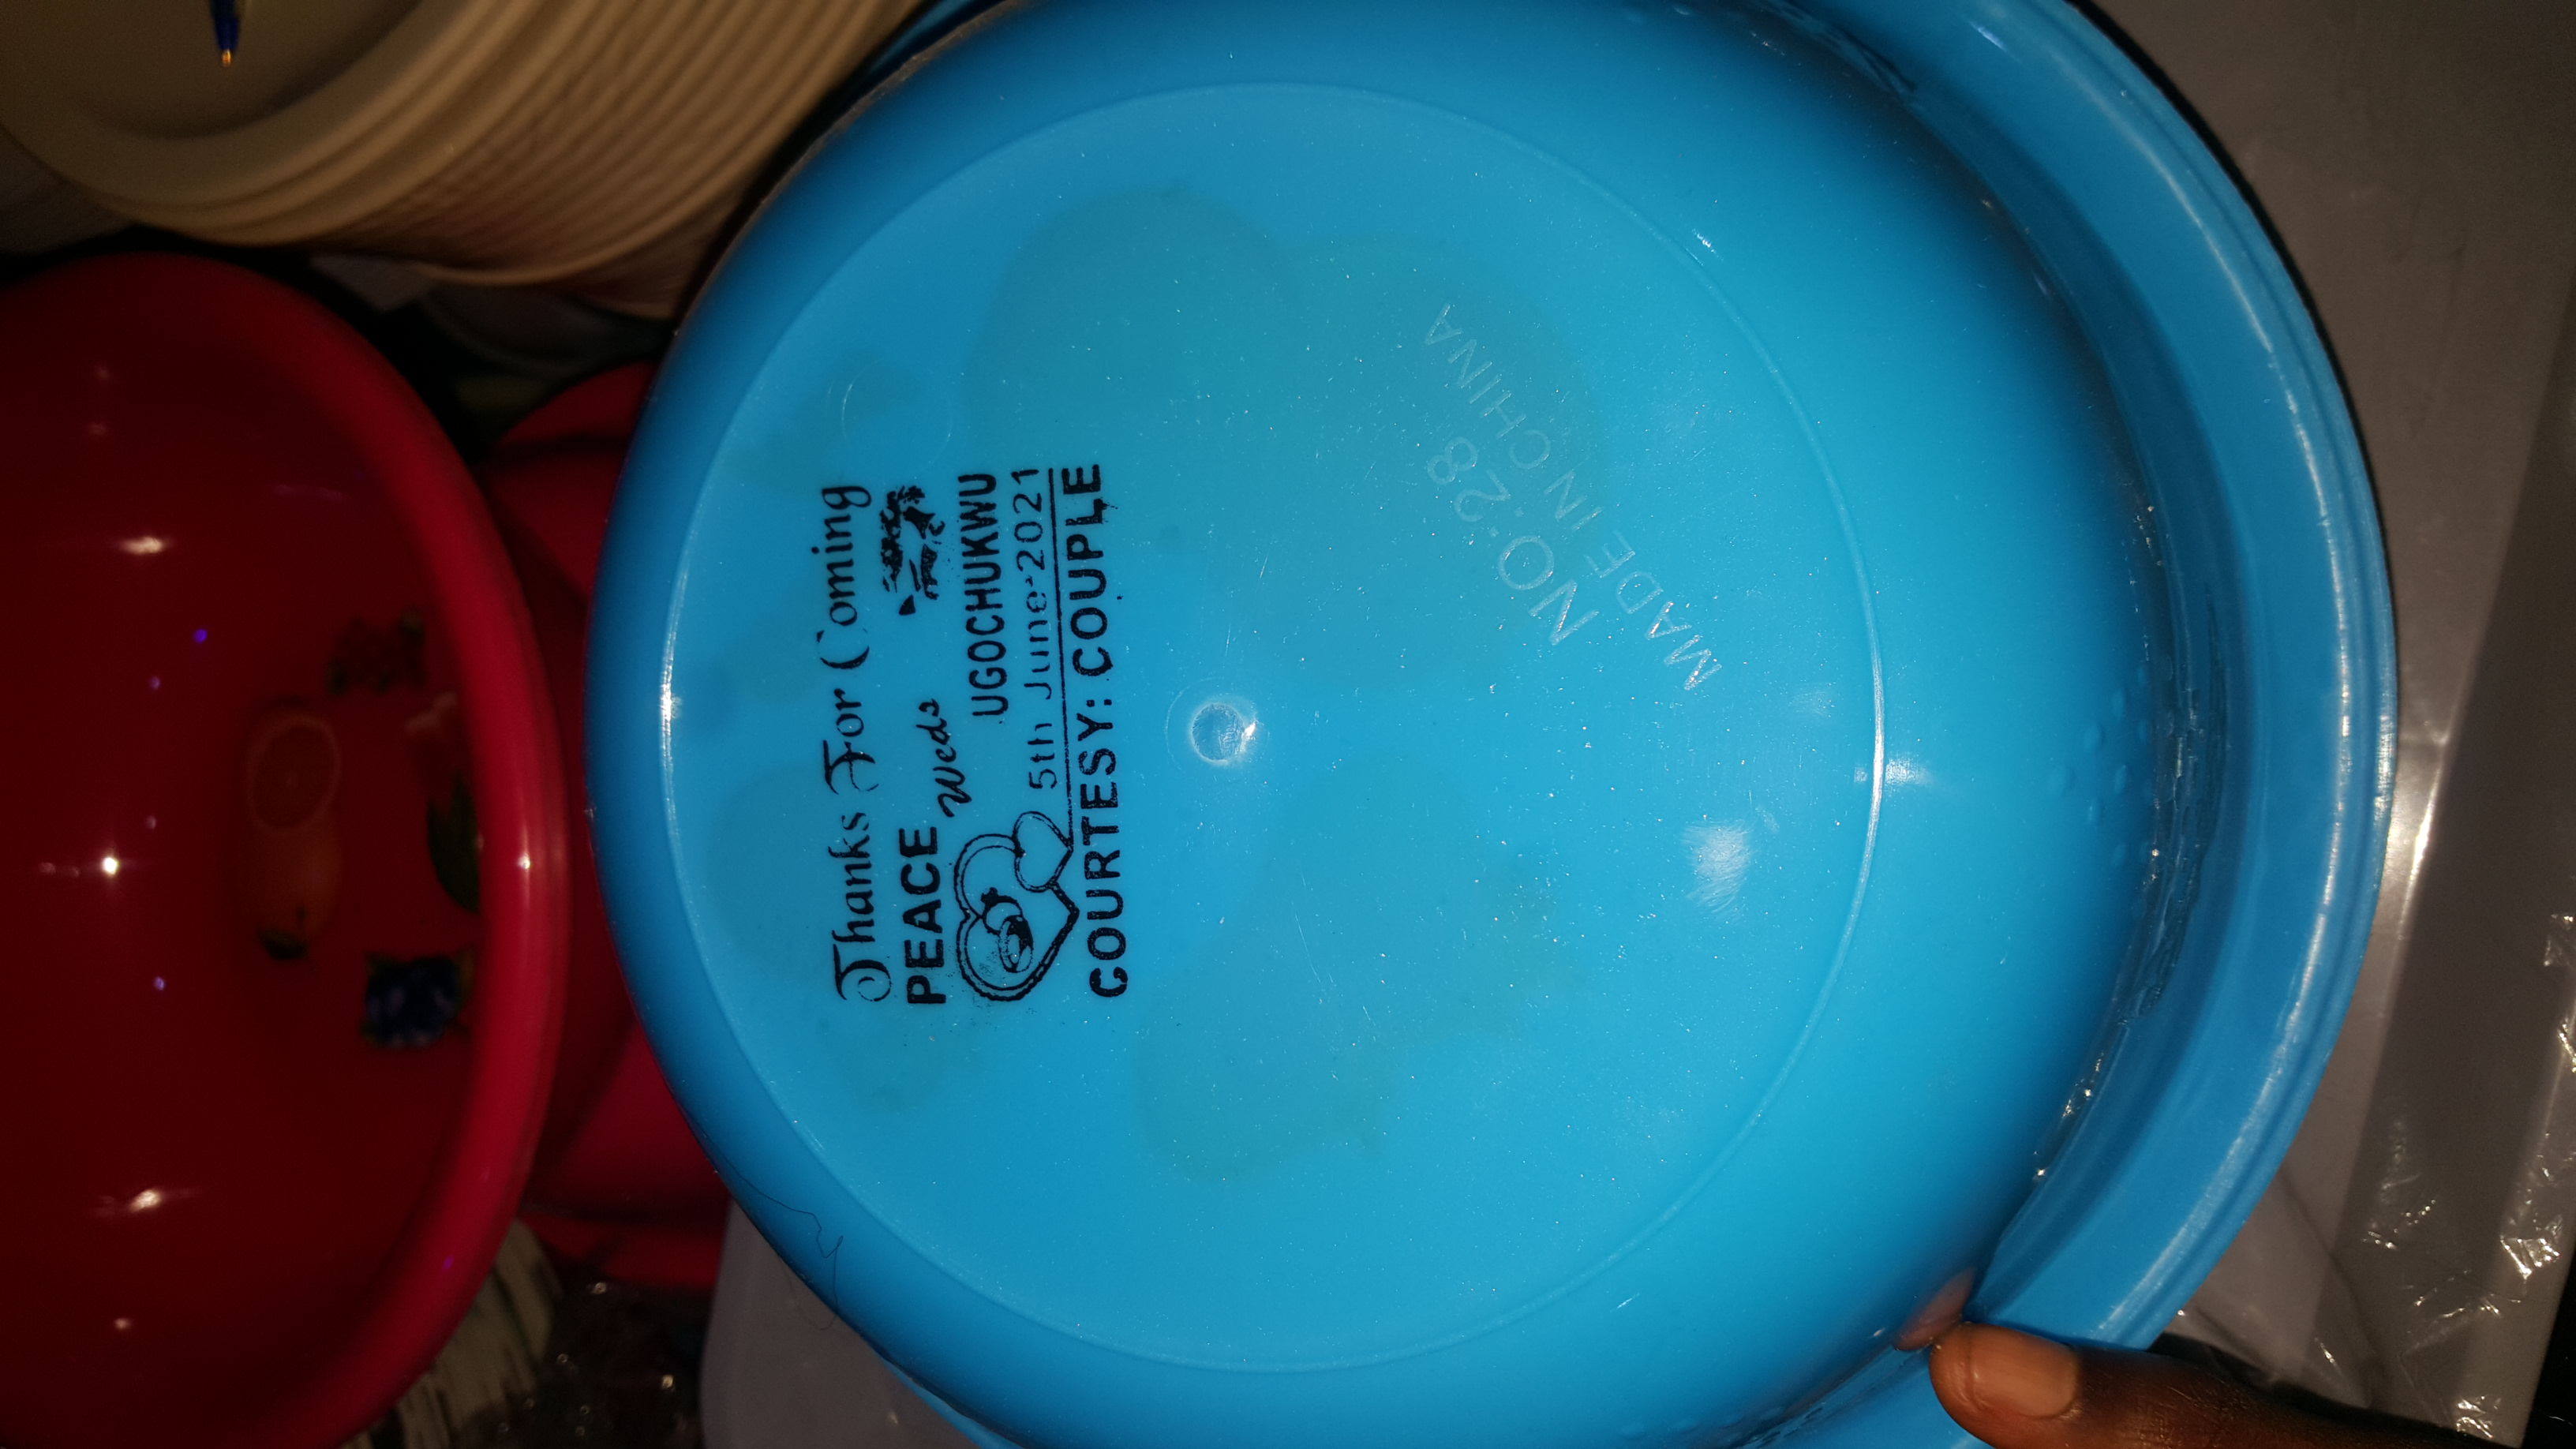 Thanks For Coming
PEACE
Weds
UGOCHUKWU
5th June-2021
COURTESY: COUPLE
NO:28
MADE IN CHINA